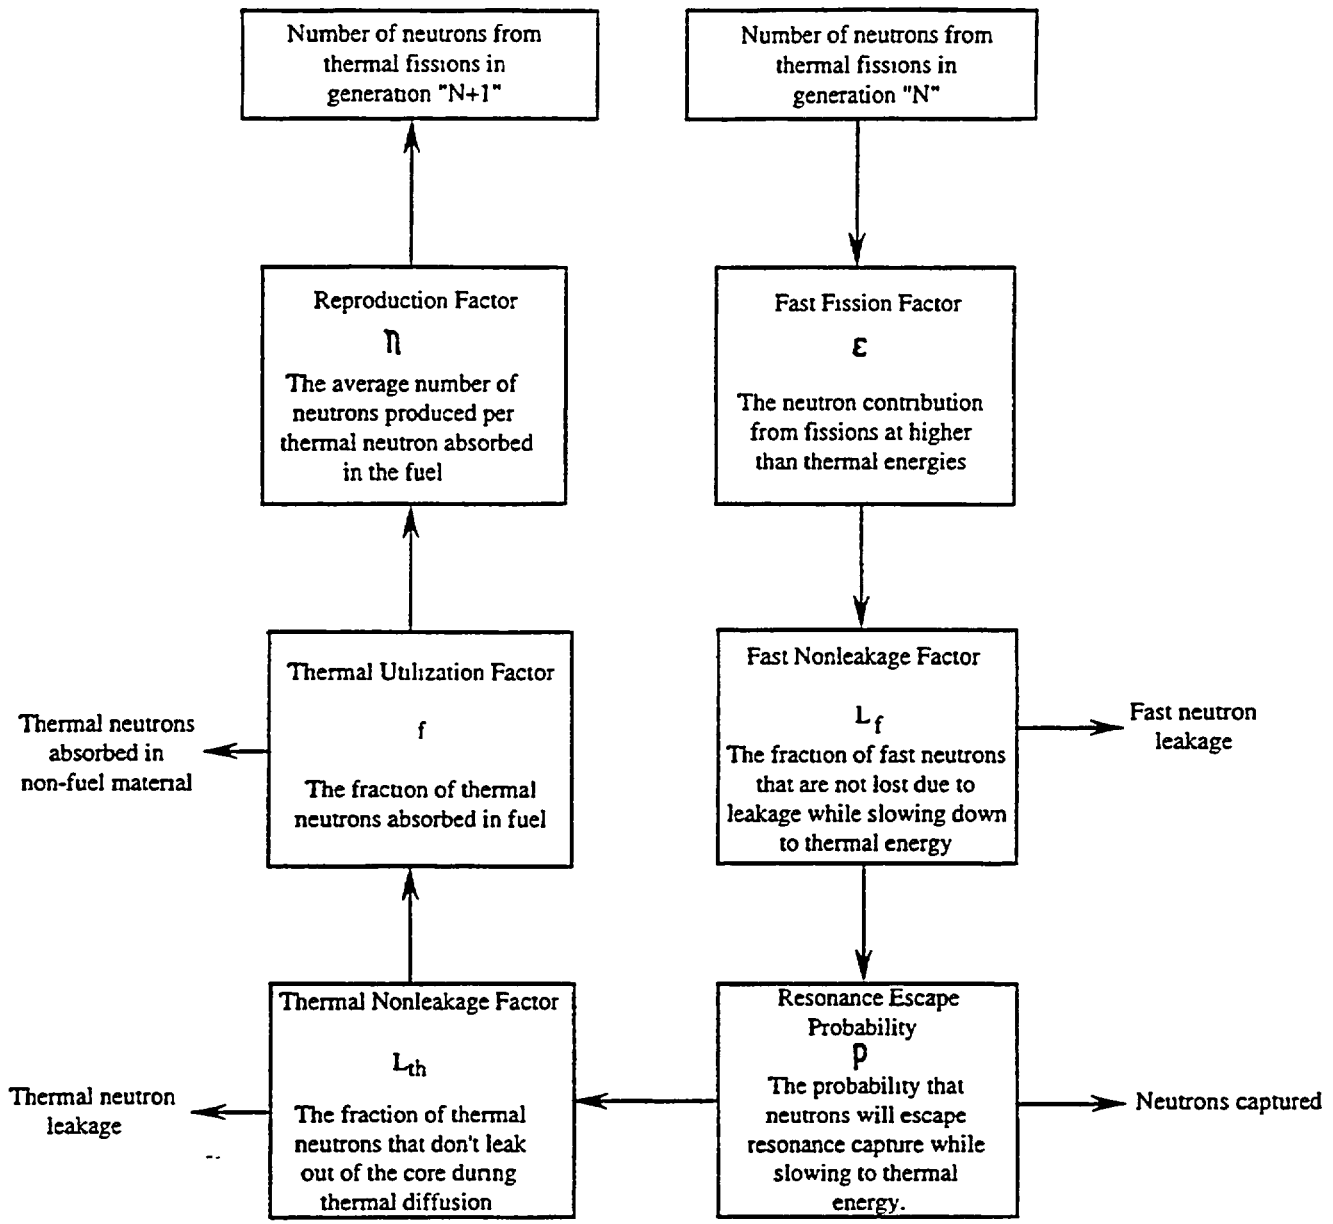 Number of neutrons from
thermal fissions in
generation "N+1"
Number of neutrons from
thermal fissions in
generation "N"
Reproduction Factor
η
The average number of
neutrons produced per
thermal neutron absorbed
in the fuel
Fast Fission Factor
ε
The neutron contribution
from fissions at higher
than thermal energies
Thermal Utilization Factor
f
The fraction of thermal
neutrons absorbed in fuel
Thermal neutrons
absorbed in
non-fuel material
Fast Nonleakage Factor
L f
The fraction of fast neutrons
that are not lost due to
leakage while slowing down
to thermal energy
Fast neutron
leakage
Thermal Nonleakage Factor
Lth
The fraction of thermal
neutrons that don't leak
out of the core during
thermal diffusion
Thermal neutron
leakage
Resonance Escape
Probability
p
The probability that
neutrons will escape
resonance capture while
slowing to thermal
energy.
Neutrons captured